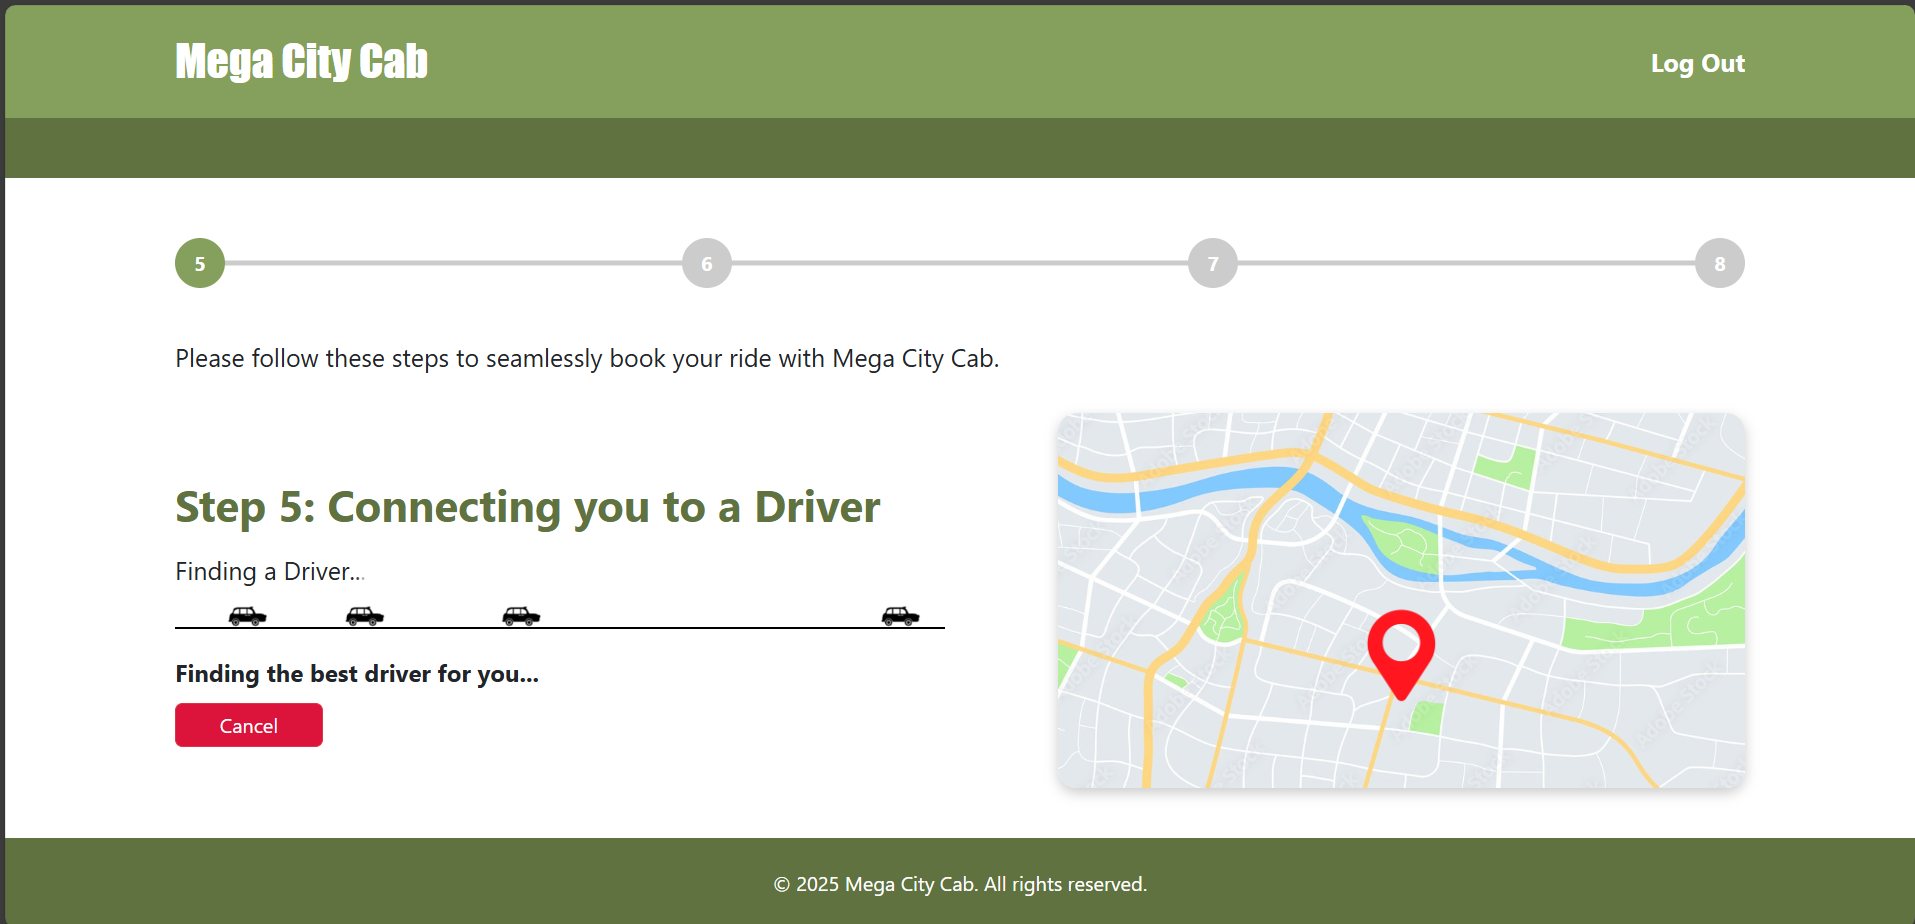 Mega City Cab
Log Out
5 6 7 8
Please follow these steps to seamlessly book your ride with Mega City Cab.
Step 5: Connecting you to a Driver
Finding a Driver...
Finding the best driver for you...
Cancel
Adobe Stock
© 2025 Mega City Cab. All rights reserved.